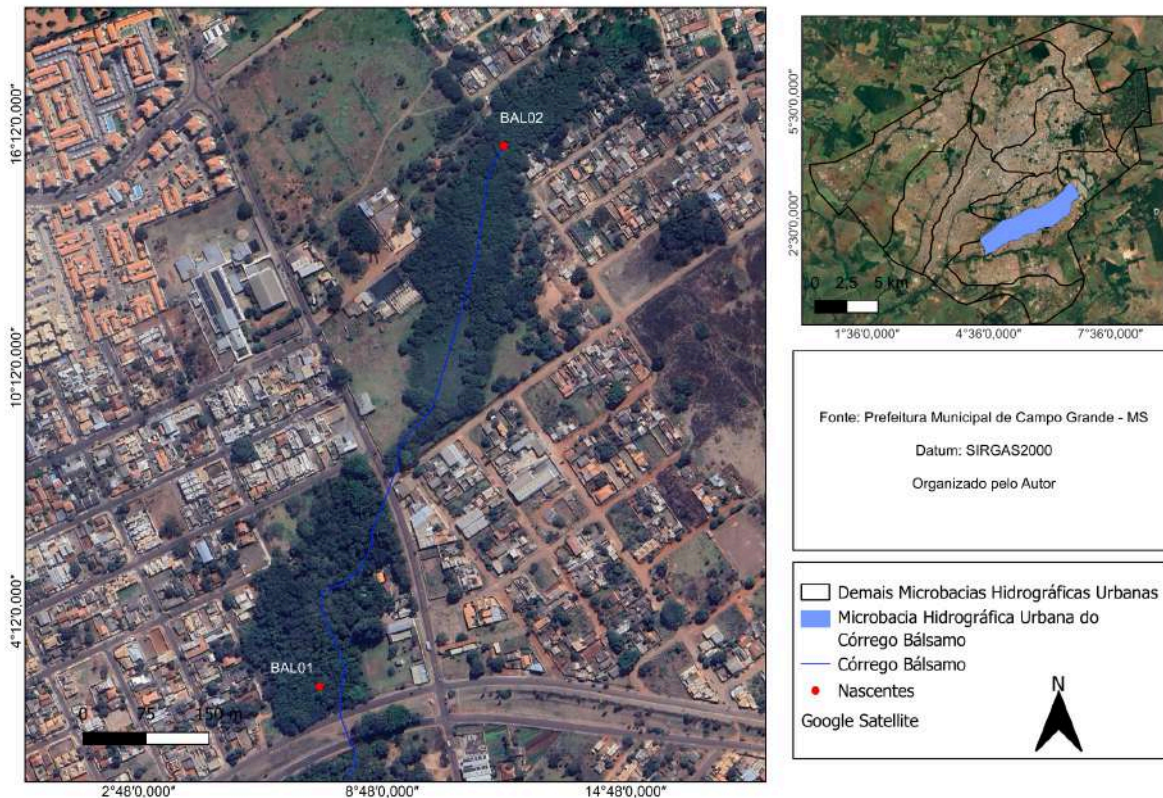 BAL02
BAL01
0 75 150 m
16°12'0,000"
10°12'0,000"
4°12'0,000"
2°48'0,000"
8°48'0,000"
14°48'0,000"
5°30'0,000"
2°30'0,000"
0 2,5 5 km
1°36'0,000"
4°36'0,000"
7°36'0,000"
Fonte: Prefeitura Municipal de Campo Grande - MS
Datum: SIRGAS2000
Organizado pelo Autor
Demais Microbacias Hidrográficas Urbanas
Microbacia Hidrográfica Urbana do
Córrego Bálsamo
Córrego Bálsamo
Nascentes
Google Satellite
N